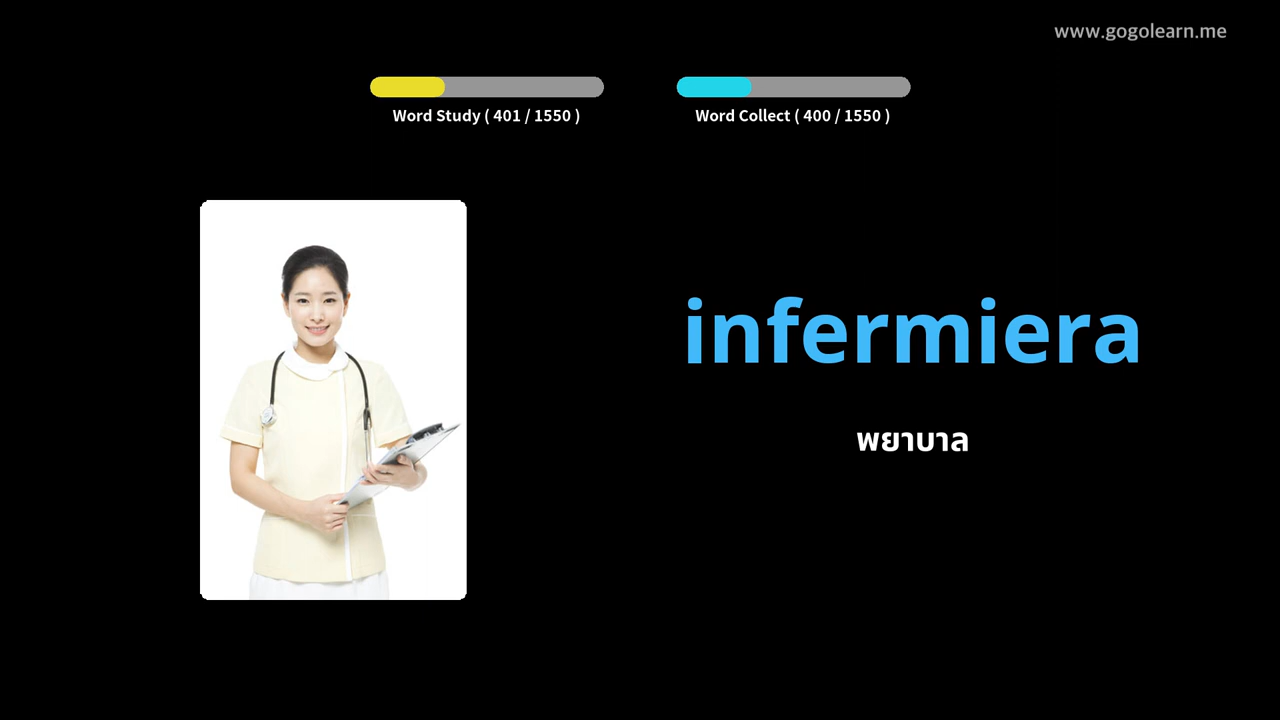 www.gogolearn.me
Word Study ( 401 / 1550 )
Word Collect ( 400 / 1550 )
infermiera
พยาบาล